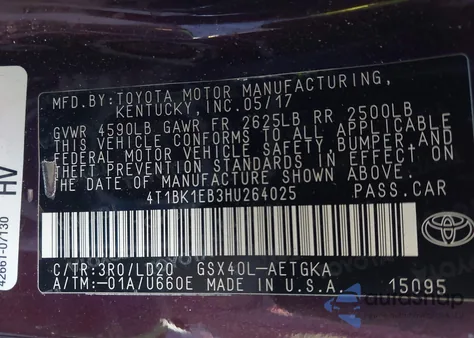 MFD.BY:TOYOTA MOTOR MANUFACTURING,
KENTUCKY, INC.05/17
GVWR 4590LB GAWR FR 2625LB RR 2500LB
THIS VEHICLE CONFORMS TO ALL APPLICABLE
FEDERAL MOTOR VEHICLE SAFETY,BUMPER,AND
THEFT PREVENTION STANDARDS IN EFFECT ON
THE DATE OF MANUFACTURE SHOWN ABOVE.
4T1BK1EB3HU264025 PASS.CAR
C/TR:3R0/LD20 GSX40L-AETGKA
A/TM:-01A/U660E MADE IN U.S.A. 15095
42661-07130
HV
autoshop